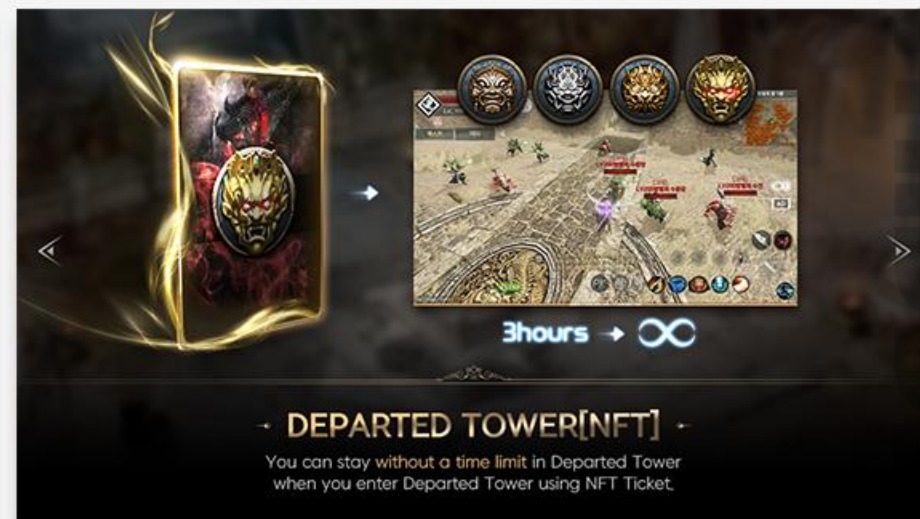 3hours → ∞
DEPARTED TOWER[NFT]
You can stay without a time limit in Departed Tower
when you enter Departed Tower using NFT Ticket.